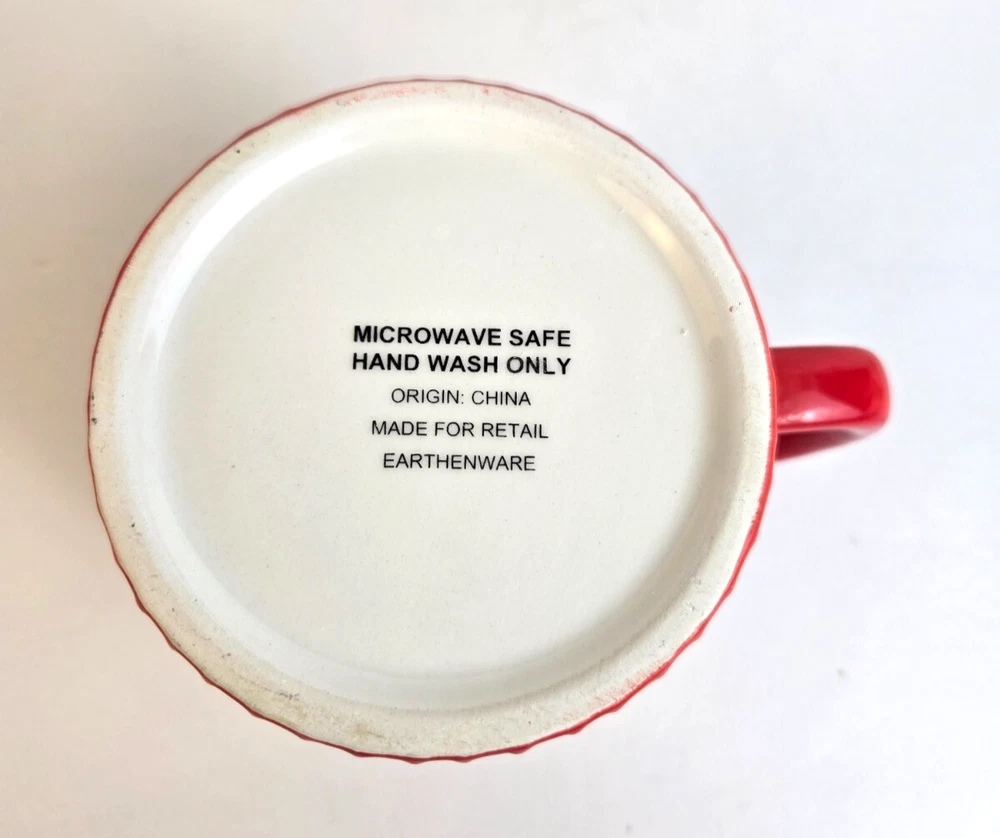 MICROWAVE SAFE
HAND WASH ONLY
ORIGIN: CHINA
MADE FOR RETAIL
EARTHENWARE